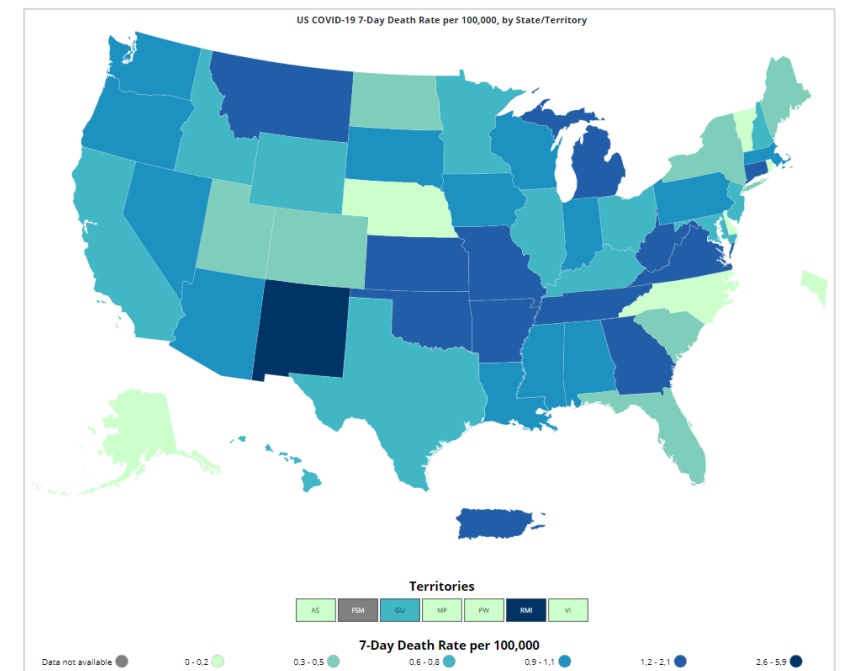 US COVID-19 7-Day Death Rate per 100,000, by State/Territory
Territories
AS FSM GU MP PW RMI VI
7-Day Death Rate per 100,000
Data not available 0 - 0.2 0.3 - 0.5 0.6 - 0.8 0.9 - 1.1 1.2 - 2.1 2.6 - 5.9